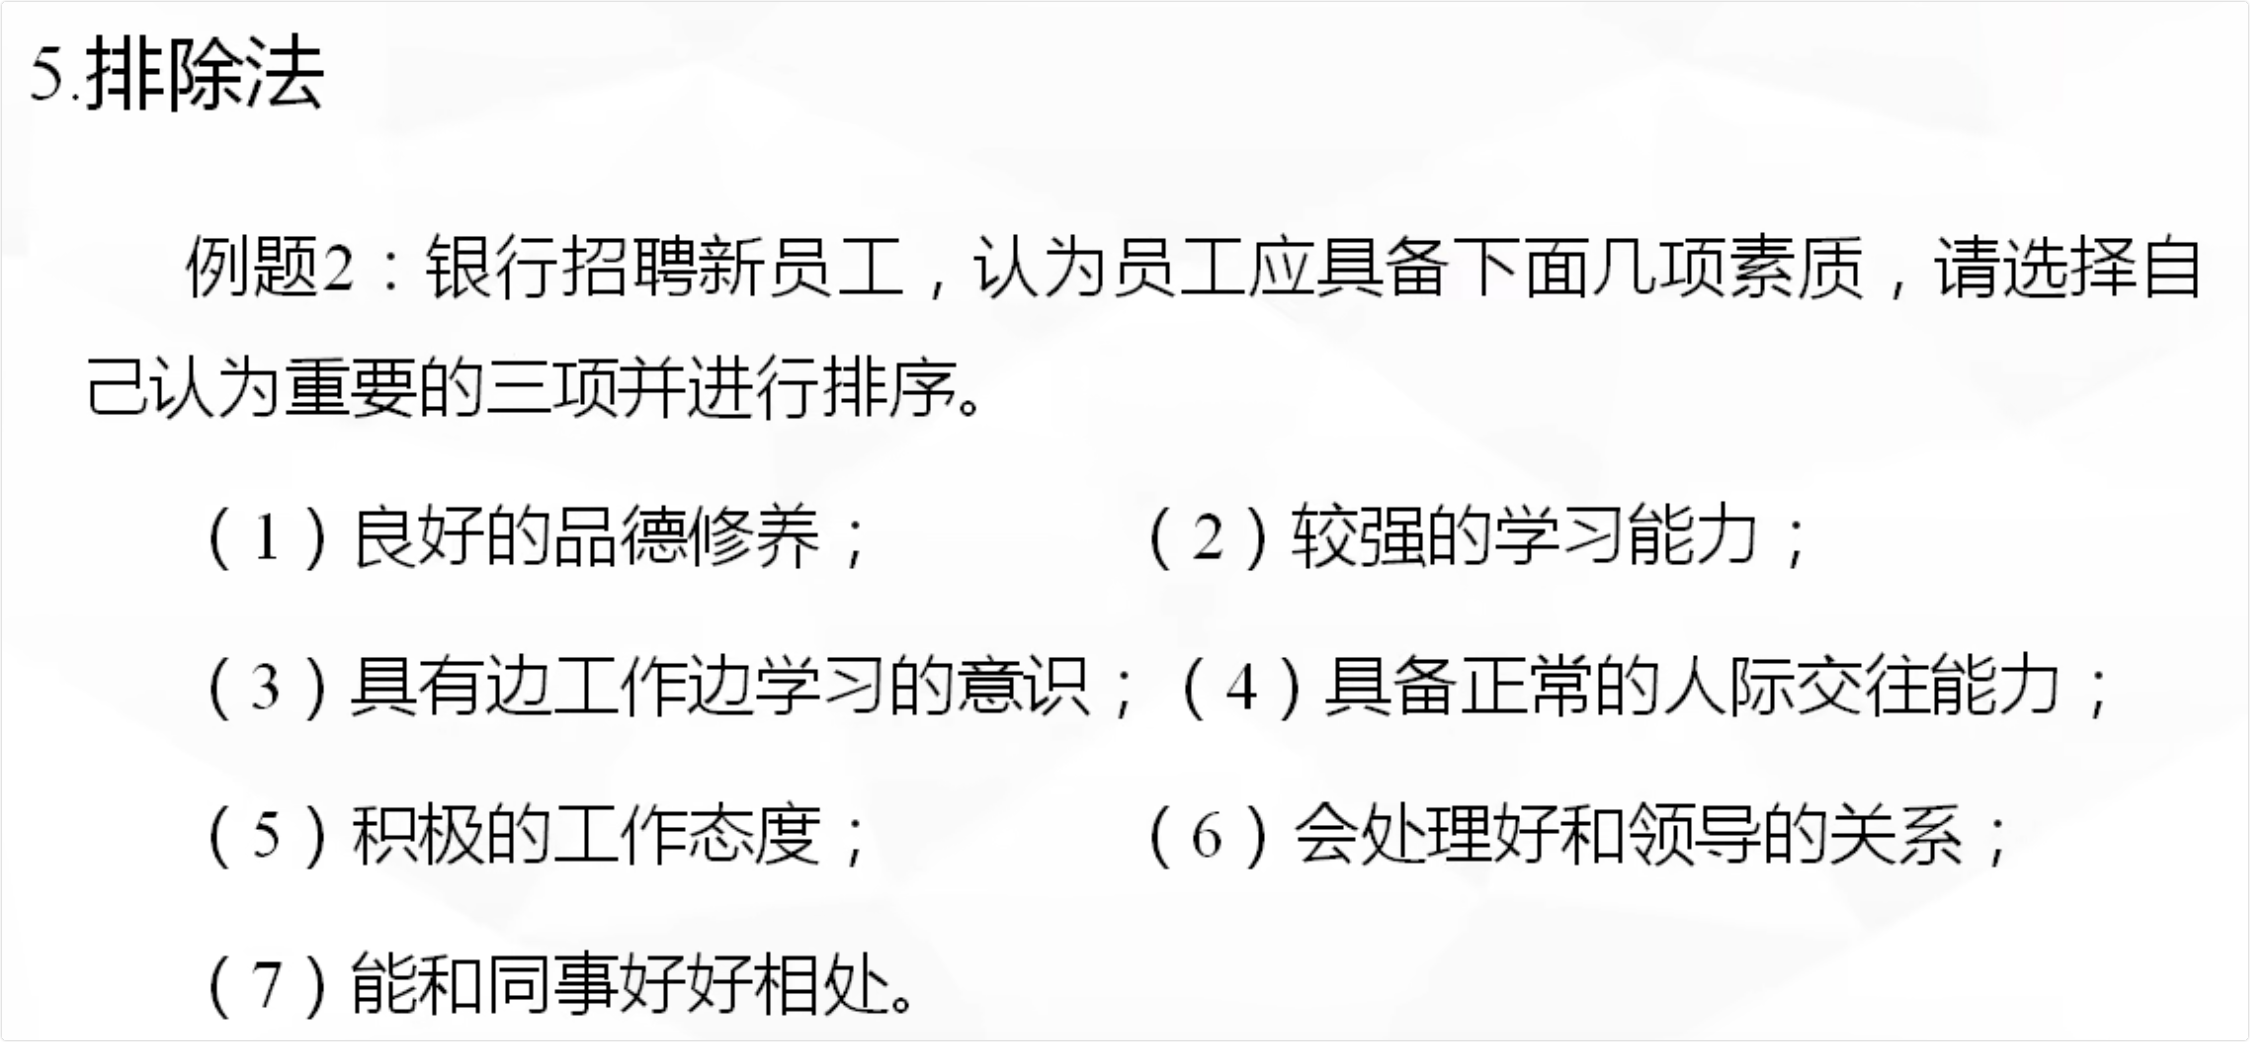 5.排除法
例题2：银行招聘新员工，认为员工应具备下面几项素质，请选择自
己认为重要的三项并进行排序。
（1）良好的品德修养； （2）较强的学习能力；
（3）具有边工作边学习的意识；（4）具备正常的人际交往能力；
（5）积极的工作态度； （6）会处理好和领导的关系；
（7）能和同事好好相处。